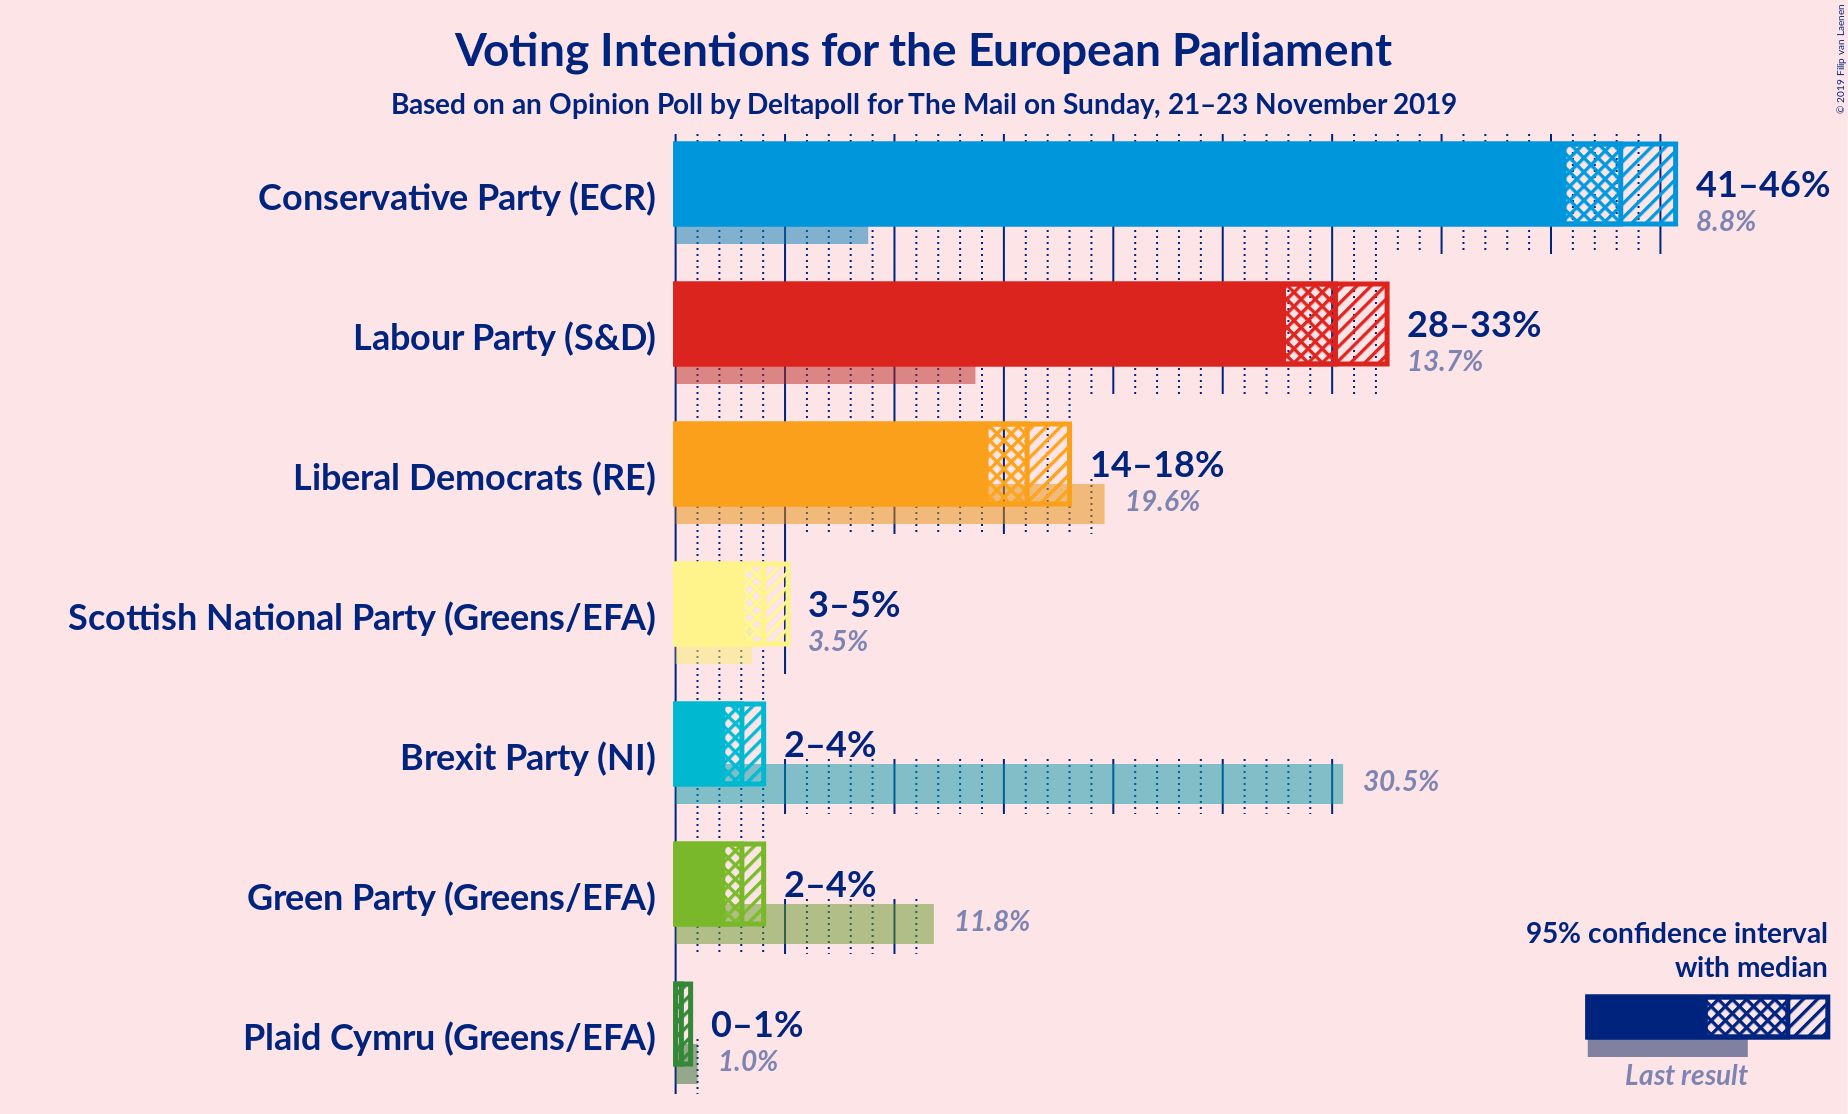 Voting Intentions for the European Parliament
Based on an Opinion Poll by Deltapoll for The Mail on Sunday, 21–23 November 2019
© 2019 Filip van Laenen
Conservative Party (ECR)
41–46%
8.8%
Labour Party (S&D)
28–33%
13.7%
Liberal Democrats (RE)
14–18%
19.6%
Scottish National Party (Greens/EFA)
3–5%
3.5%
Brexit Party (NI)
2–4%
30.5%
Green Party (Greens/EFA)
2–4%
11.8%
Plaid Cymru (Greens/EFA)
0–1%
1.0%
95% confidence interval
with median
Last result